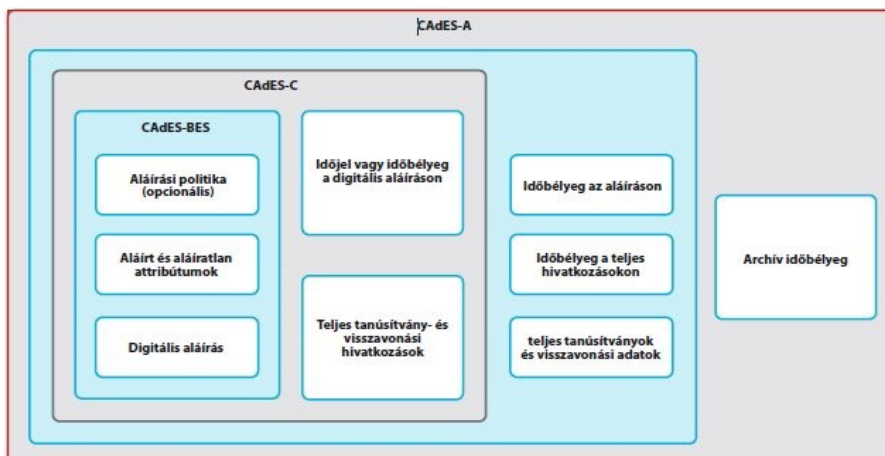 CAdES-A
CAdES-C
CAdES-BES
Aláírási politika
(opcionális)
Aláírt és aláíratlan
attribútumok
Digitális aláírás
Időjel vagy időbélyeg
a digitális aláíráson
Teljes tanúsítvány- és
visszavonási
hivatkozások
Időbélyeg az aláíráson
Időbélyeg a teljes
hivatkozásokon
teljes tanúsítványok
és visszavonási adatok
Archív időbélyeg